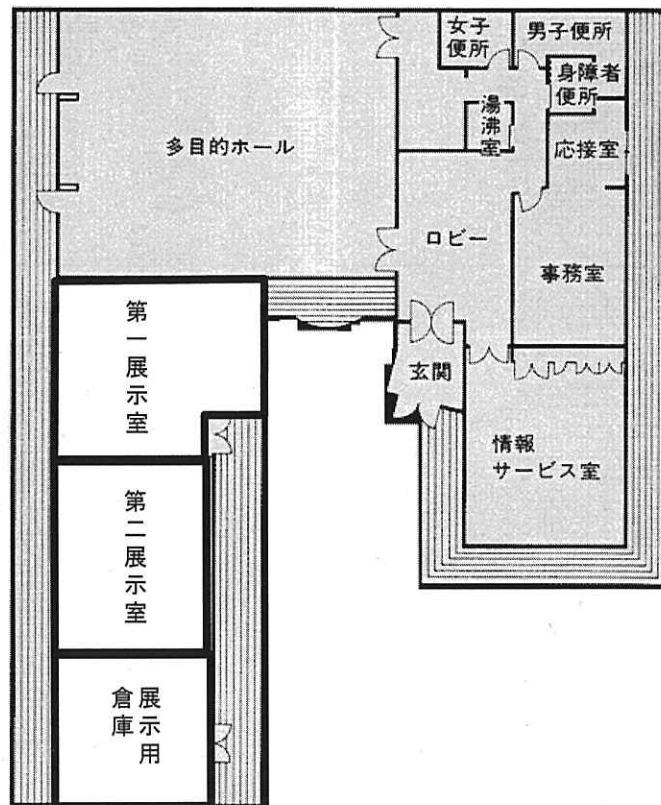 女子
便所
男子便所
身障者
便所
湯沸室
応接室
多目的ホール
ロビー
事務室
第一展示室
玄関
情報
サービス室
第二展示室
展示用
倉庫